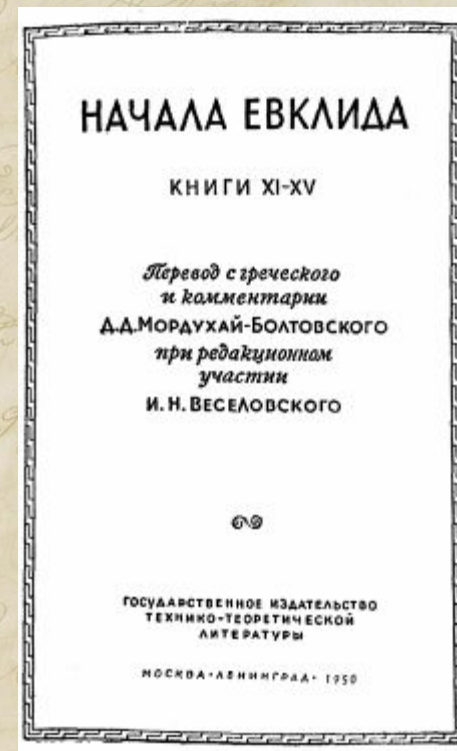 НАЧАЛА ЕВКЛИДА
КНИГИ XI-XV
Перевод с греческого
и комментарии
Д.Д.МОРДУХАЙ-БОЛТОВСКОГО
при редакционном
участии
И.Н.ВЕСЕЛОВСКОГО
ГОСУДАРСТВЕННОЕ ИЗДАТЕЛЬСТВО
ТЕХНИКО-ТЕОРЕТИЧЕСКОЙ
ЛИТЕРАТУРЫ
МОСКВА·ЛЕНИНГРАД·1950